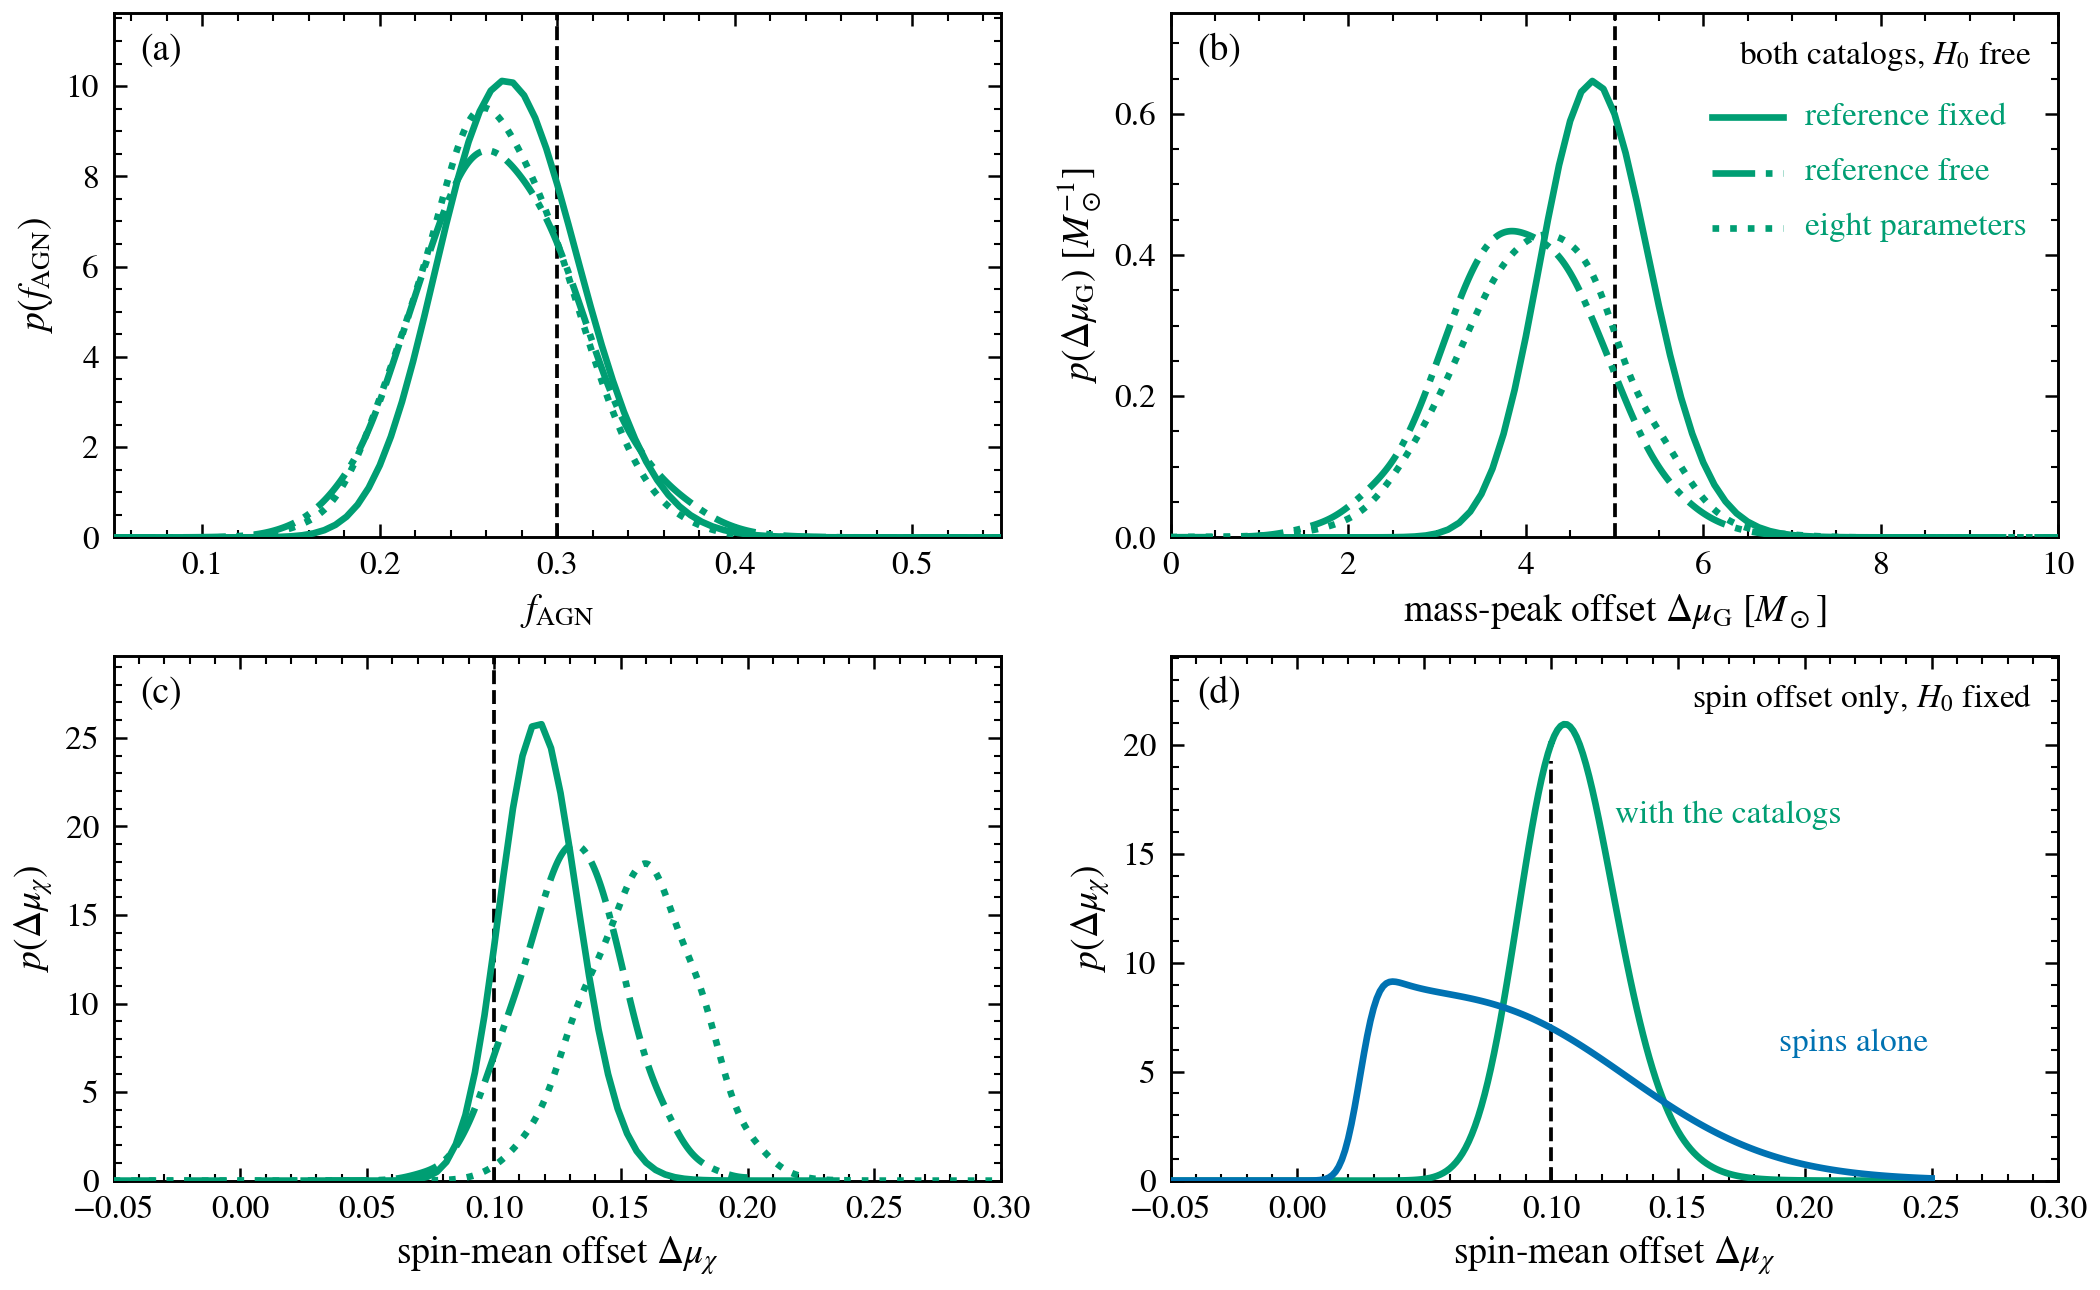 (a)
10
8
6
4
2
0
p(f_AGN)
0.1 0.2 0.3 0.4 0.5
f_AGN
(b)
both catalogs, H₀ free
reference fixed
reference free
eight parameters
0.6
0.4
0.2
0.0
p(Δμ_G) [M_⊙⁻¹]
0 2 4 6 8 10
mass-peak offset Δμ_G [M_⊙]
(c)
25
20
15
10
5
0
p(Δμ_χ)
−0.05 0.00 0.05 0.10 0.15 0.20 0.25 0.30
spin-mean offset Δμ_χ
(d)
spin offset only, H₀ fixed
with the catalogs
spins alone
20
15
10
5
0
p(Δμ_χ)
−0.05 0.00 0.05 0.10 0.15 0.20 0.25 0.30
spin-mean offset Δμ_χ